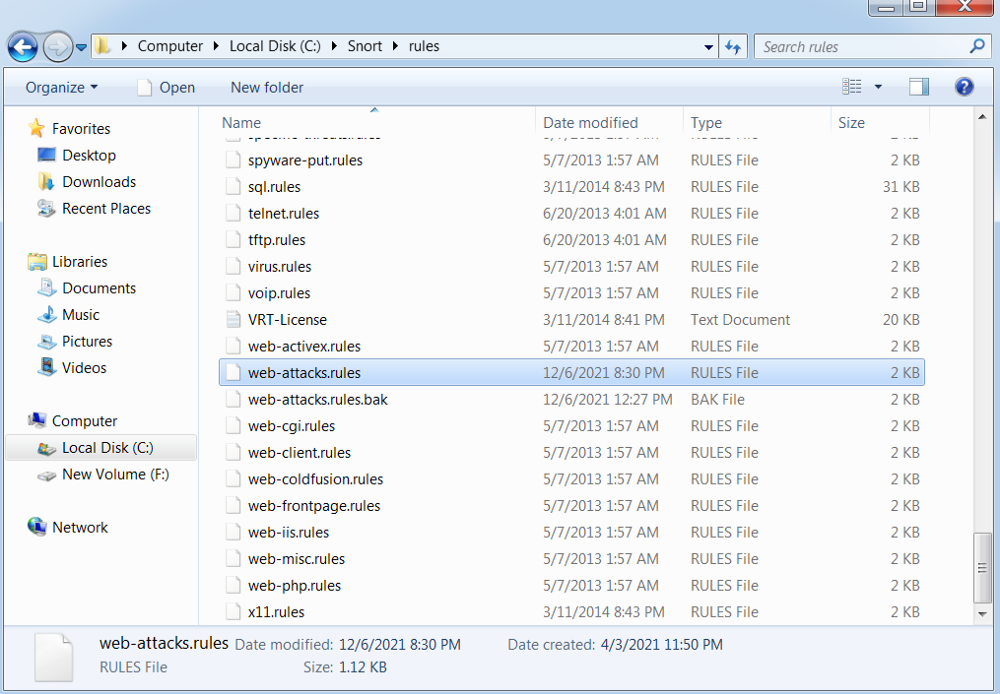 Computer Local Disk (C:) Snort rules Search rules
Organize Open New folder
Name Date modified Type Size
Favorites
Desktop
Downloads
Recent Places
Libraries
Documents
Music
Pictures
Videos
Computer
Local Disk (C:)
New Volume (F:)
Network
spyware-put.rules 5/7/2013 1:57 AM RULES File 2 KB
sql.rules 3/11/2014 8:43 PM RULES File 31 KB
telnet.rules 6/20/2013 4:01 AM RULES File 2 KB
tftp.rules 6/20/2013 4:01 AM RULES File 2 KB
virus.rules 5/7/2013 1:57 AM RULES File 2 KB
voip.rules 5/7/2013 1:57 AM RULES File 2 KB
VRT-License 3/11/2014 8:41 PM Text Document 20 KB
web-activex.rules 5/7/2013 1:57 AM RULES File 2 KB
web-attacks.rules 12/6/2021 8:30 PM RULES File 2 KB
web-attacks.rules.bak 12/6/2021 12:27 PM BAK File 2 KB
web-cgi.rules 5/7/2013 1:57 AM RULES File 2 KB
web-client.rules 5/7/2013 1:57 AM RULES File 2 KB
web-coldfusion.rules 5/7/2013 1:57 AM RULES File 2 KB
web-frontpage.rules 5/7/2013 1:57 AM RULES File 2 KB
web-iis.rules 5/7/2013 1:57 AM RULES File 2 KB
web-misc.rules 5/7/2013 1:57 AM RULES File 2 KB
web-php.rules 5/7/2013 1:57 AM RULES File 2 KB
x11.rules 3/11/2014 8:43 PM RULES File 2 KB
web-attacks.rules Date modified: 12/6/2021 8:30 PM Date created: 4/3/2021 11:50 PM
RULES File Size: 1.12 KB